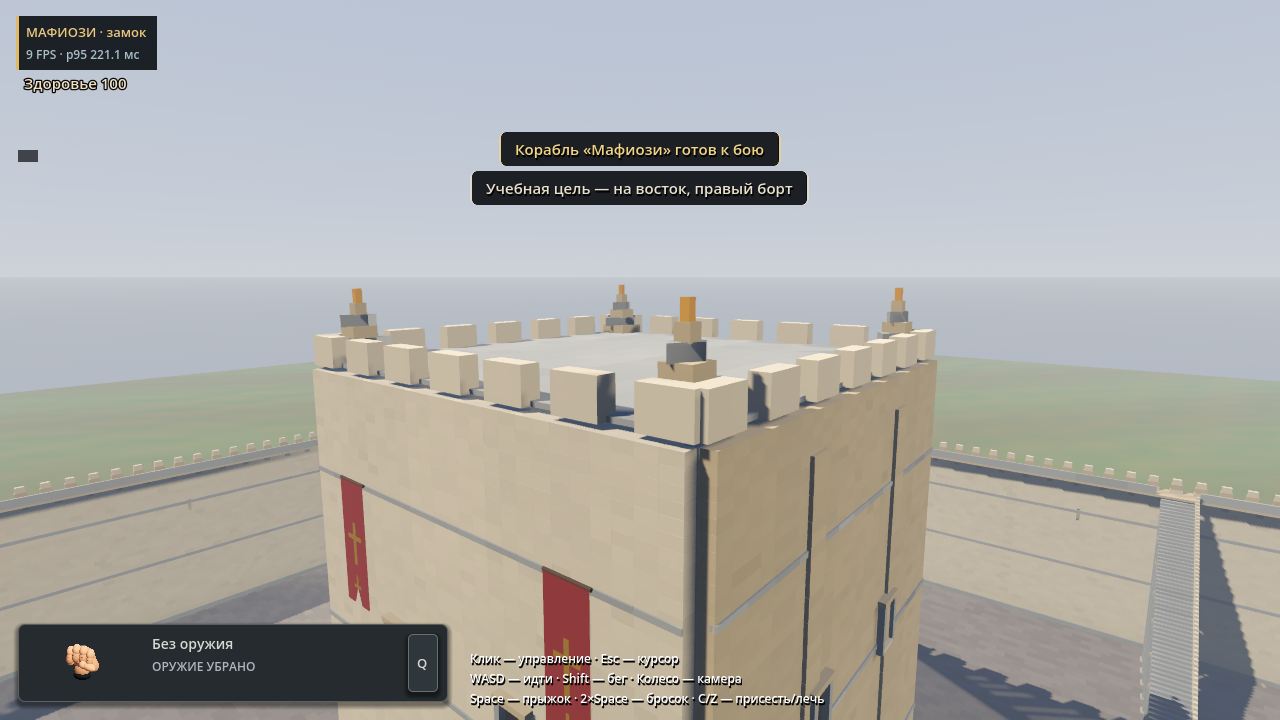 МАФИОЗИ · замок
9 FPS · p95 221.1 мс
Здоровье 100
Корабль «Мафиози» готов к бою
Учебная цель — на восток, правый борт
Без оружия
ОРУЖИЕ УБРАНО
Q
Клик — управление · Esc — курсор
WASD — идти · Shift — бег · Колесо — камера
Space — прыжок · 2×Space — бросок · C/Z — присесть/лечь